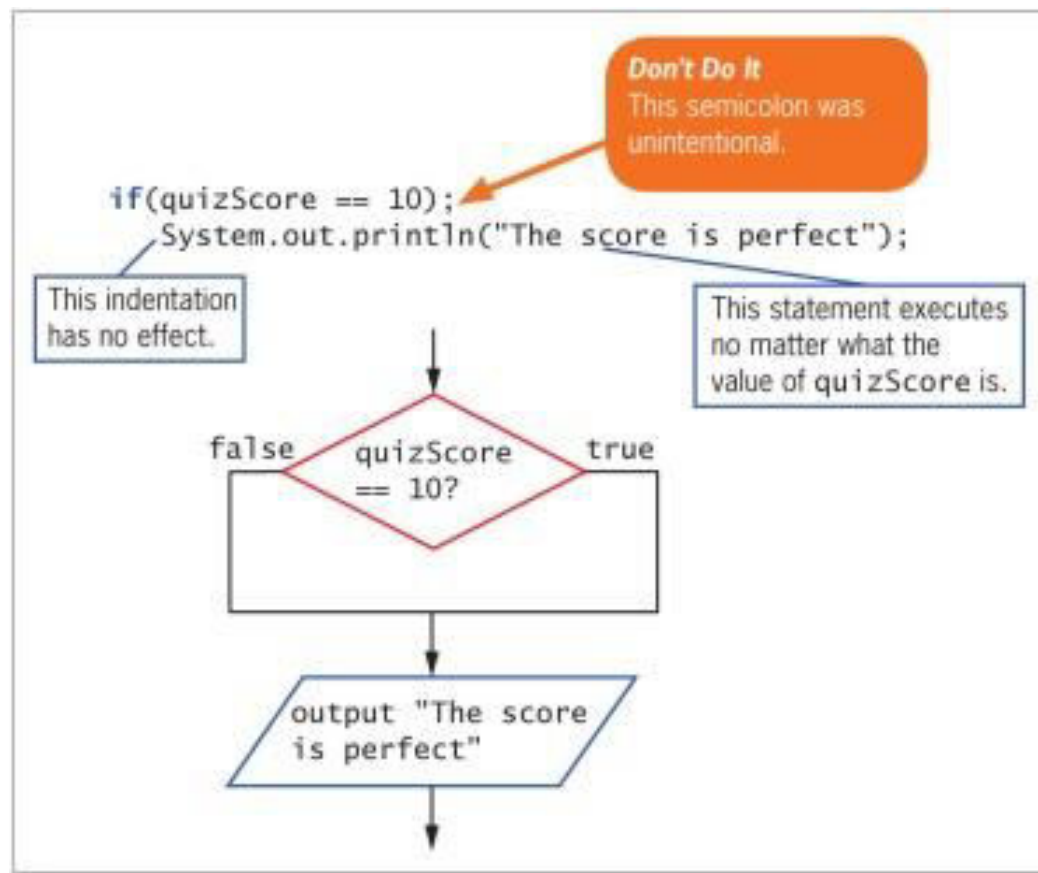 Don't Do It
This semicolon was
unintentional.
if(quizScore == 10);
System.out.println("The score is perfect");
This indentation
has no effect.
This statement executes
no matter what the
value of quizScore is.
false
quizScore
== 10?
true
output "The score
is perfect"